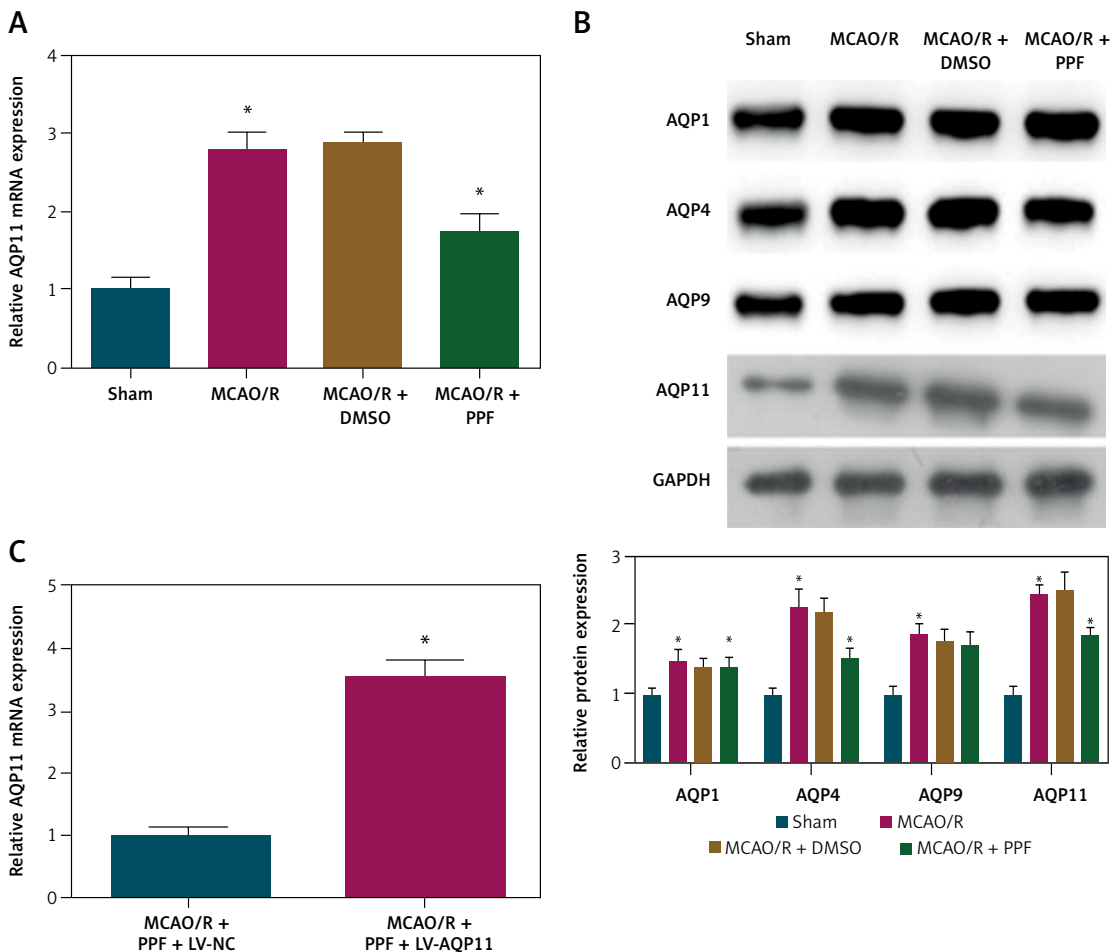 A
Relative AQP11 mRNA expression
4
3
2
1
0
*
*
Sham
MCAO/R
MCAO/R +
DMSO
MCAO/R +
PPF
B
Sham
MCAO/R
MCAO/R +
DMSO
MCAO/R +
PPF
AQP1
AQP4
AQP9
AQP11
GAPDH
Relative protein expression
3
2
1
0
*
*
*
*
*
*
*
AQP1
AQP4
AQP9
AQP11
Sham
MCAO/R
MCAO/R + DMSO
MCAO/R + PPF
C
Relative AQP11 mRNA expression
5
4
3
2
1
0
*
MCAO/R +
PPF + LV-NC
MCAO/R +
PPF + LV-AQP11